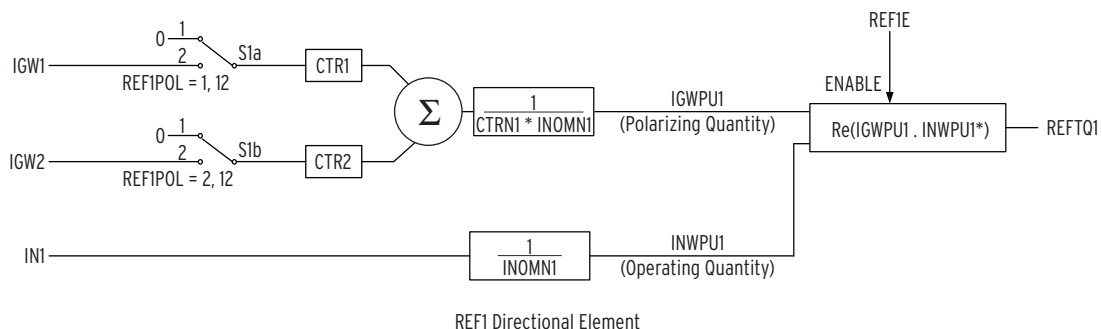 REF1E
0
1
IGW1
2
S1a
REF1POL = 1, 12
CTR1
ENABLE
Σ
1
CTRN1 * INOMN1
IGWPU1
(Polarizing Quantity)
Re(IGWPU1 . INWPU1*)
REFTQ1
0
1
IGW2
2
S1b
REF1POL = 2, 12
CTR2
IN1
1
INOMN1
INWPU1
(Operating Quantity)
REF1 Directional Element